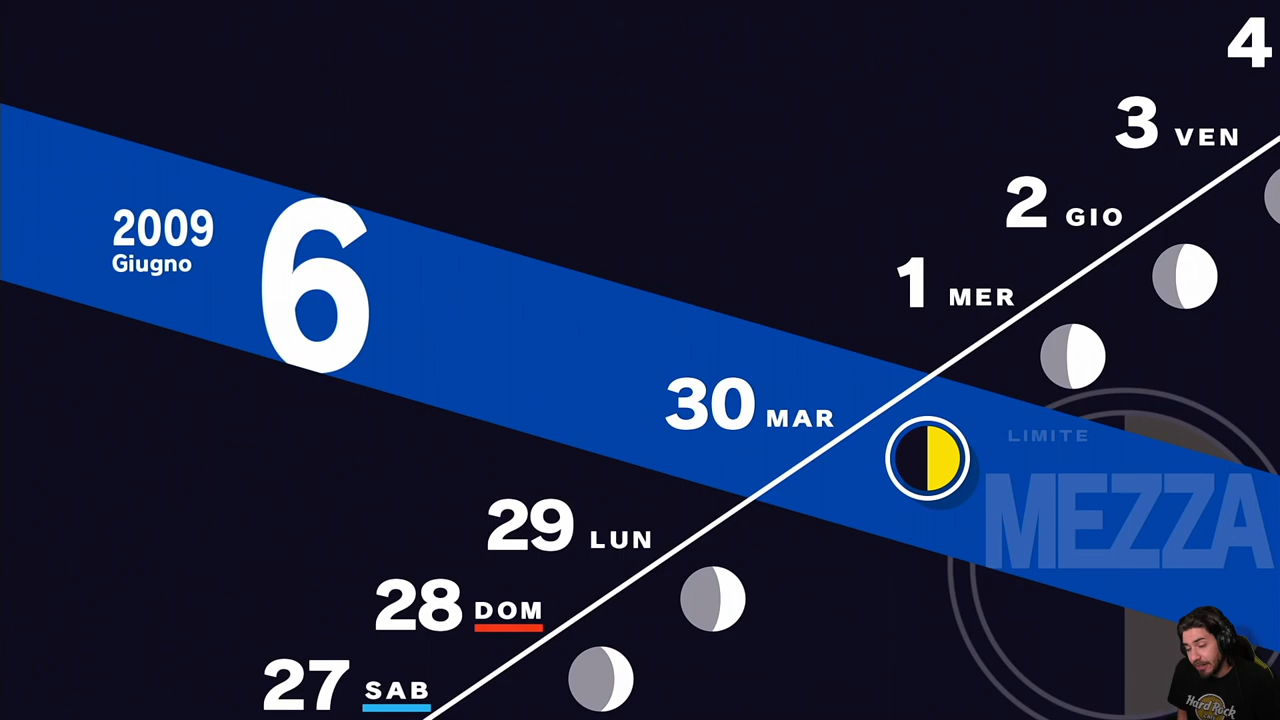 4
3 VEN
2 GIO
1 MER
2009
Giugno
6
30 MAR
LIMITE
MEZZA
29 LUN
28 DOM
27 SAB
Hard Rock